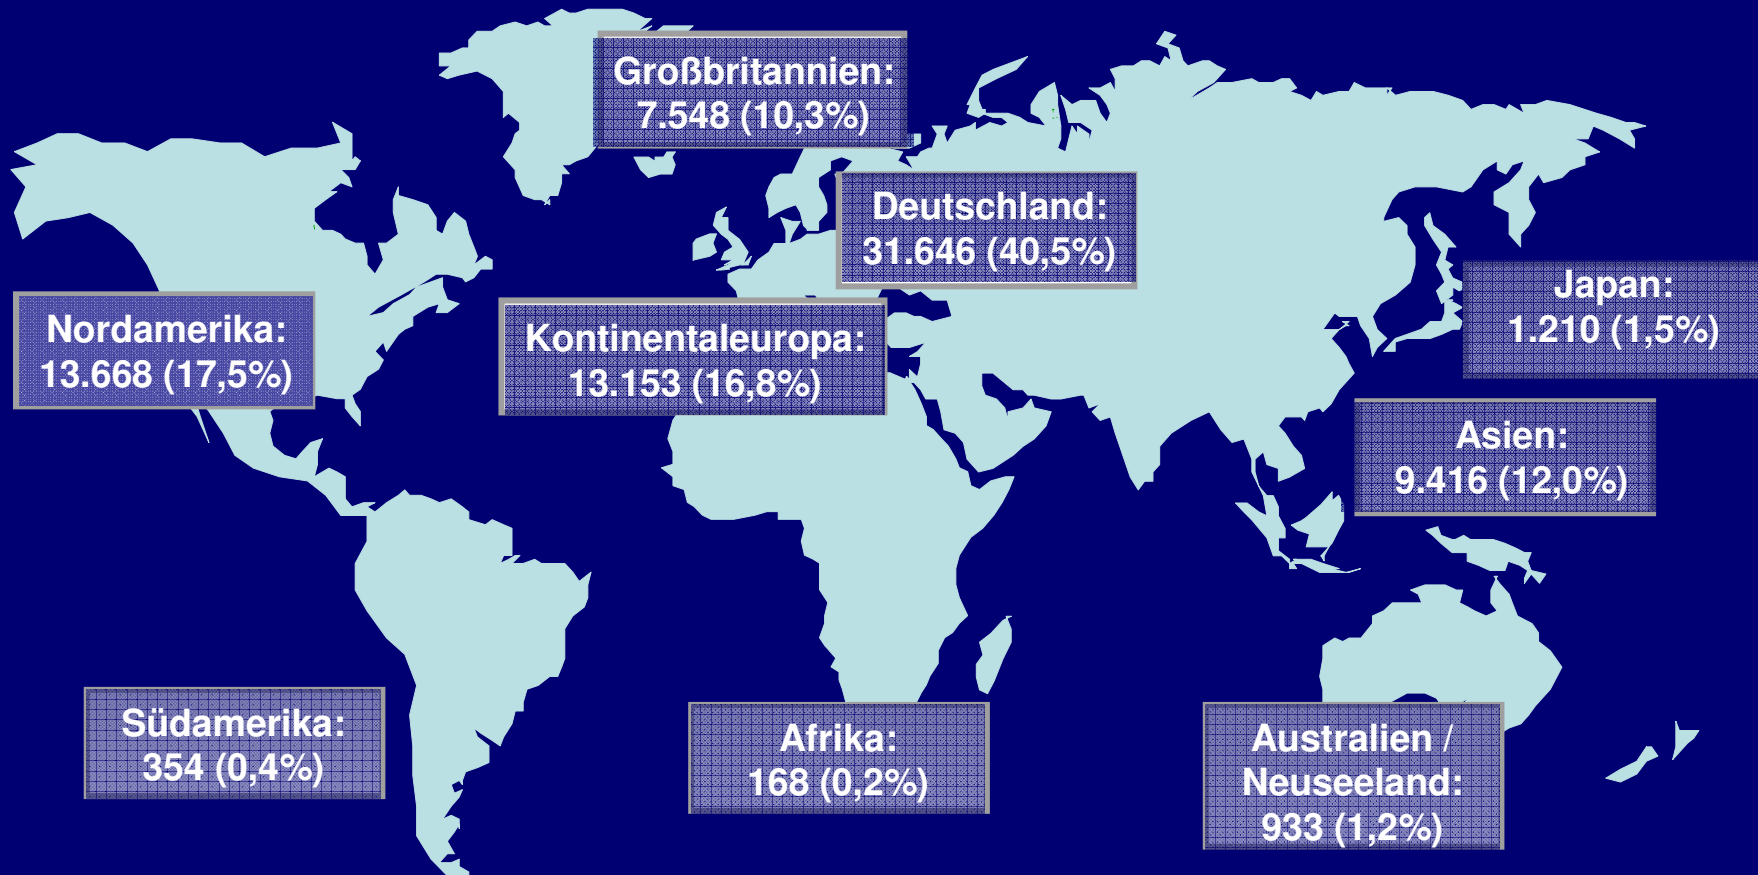 Großbritannien:
7.548 (10,3%)
Deutschland:
31.646 (40,5%)
Japan:
1.210 (1,5%)
Nordamerika:
13.668 (17,5%)
Kontinentaleuropa:
13.153 (16,8%)
Asien:
9.416 (12,0%)
Südamerika:
354 (0,4%)
Afrika:
168 (0,2%)
Australien /
Neuseeland:
933 (1,2%)